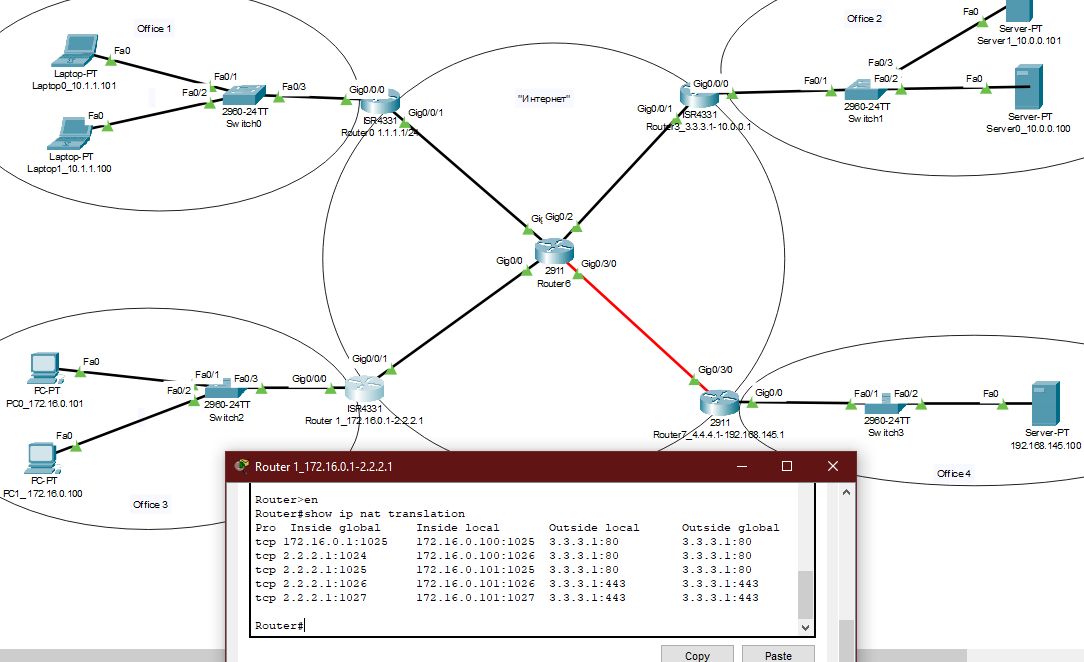 Office 1
Fa0
Laptop-PT
Laptop0_10.1.1.101
Fa0/1
Fa0/2
Fa0/3
2960-24TT
Switch0
Fa0
Laptop-PT
Laptop1_10.1.1.100
Gig0/0/0
ISR4331
Router0 1.1.1.1/24
Gig0/0/1
"Интернет"
Office 2
Fa0
Server-PT
Server1_10.0.0.101
Gig0/0/0
Gig0/0/1
ISR4331
Router3_3.3.3.1-10.0.0.1
Fa0/1
Fa0/3
Fa0/2
2960-24TT
Switch1
Fa0
Server-PT
Server0_10.0.0.100
Gig0/2
Gig0/0
Gig0/3/0
2911
Router6
Fa0
PC-PT
PC0_172.16.0.101
Fa0/1
Fa0/2
Fa0/3
2960-24TT
Switch2
Fa0
PC-PT
PC1_ 172.16.0.100
Office 3
Gig0/0/1
Gig0/0/0
ISR4331
Router 1_172.16.0.1-2.2.2.1
Gig0/3/0
Gig0/0
2911
Router7_4.4.4.1-192.168.145.1
Fa0/1
Fa0/2
2960-24TT
Switch3
Fa0
Server-PT
192.168.145.100
Office 4
Router 1_172.16.0.1-2.2.2.1
Router>en
Router#show ip nat translation
Pro Inside global Inside local Outside local Outside global
tcp 172.16.0.1:1025 172.16.0.100:1025 3.3.3.1:80 3.3.3.1:80
tcp 2.2.2.1:1024 172.16.0.100:1026 3.3.3.1:80 3.3.3.1:80
tcp 2.2.2.1:1025 172.16.0.101:1025 3.3.3.1:80 3.3.3.1:80
tcp 2.2.2.1:1026 172.16.0.101:1026 3.3.3.1:443 3.3.3.1:443
tcp 2.2.2.1:1027 172.16.0.101:1027 3.3.3.1:443 3.3.3.1:443
Router#
Copy
Paste